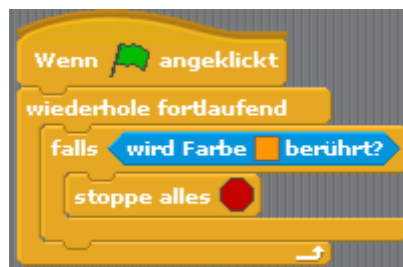 Wenn angeklickt
wiederhole fortlaufend
falls wird Farbe berührt?
stoppe alles